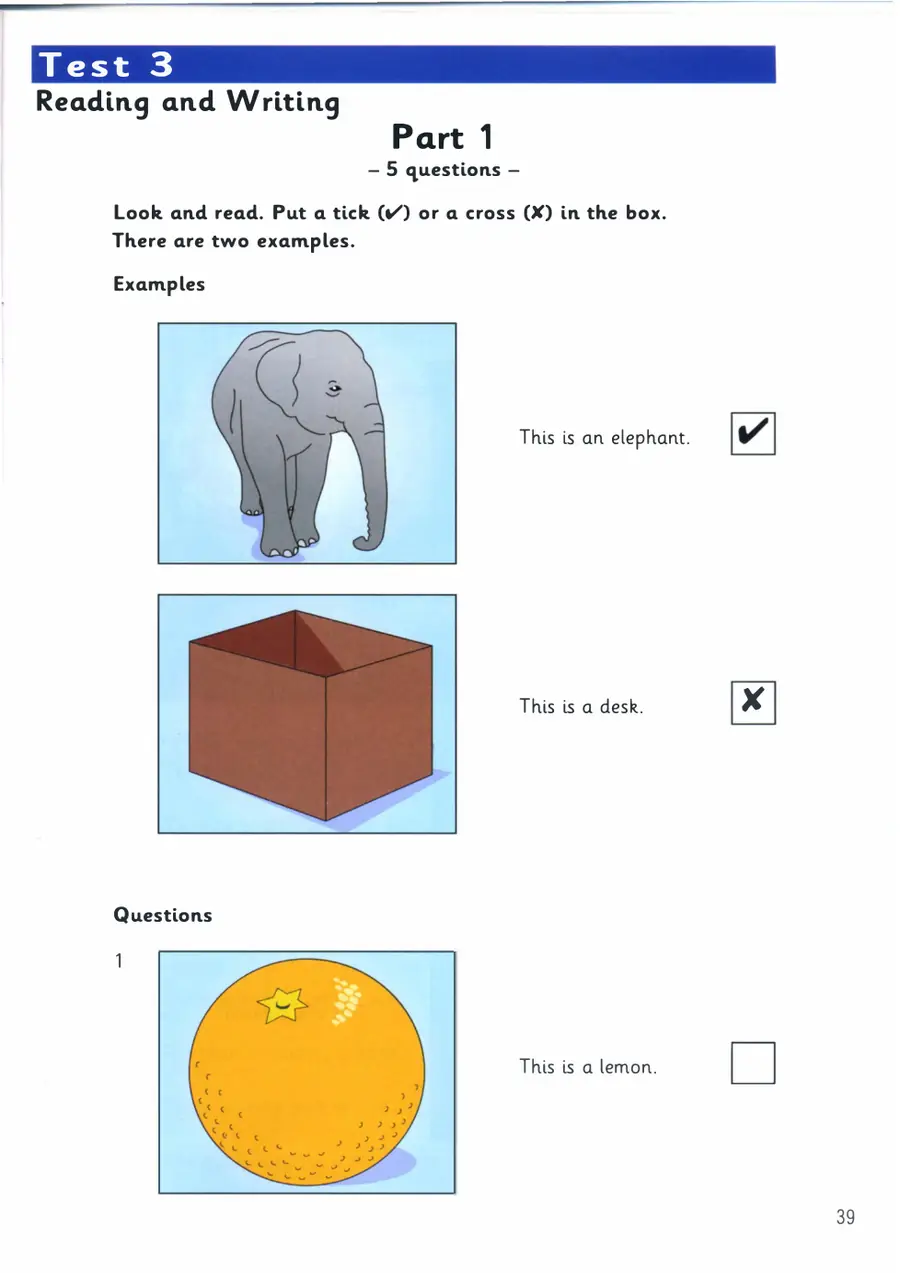 Test 3
Reading and Writing
Part 1
– 5 questions –
Look and read. Put a tick (✔) or a cross (✘) in the box.
There are two examples.
Examples
This is an elephant. ✔
This is a desk. ✘
Questions
1
This is a lemon.
39